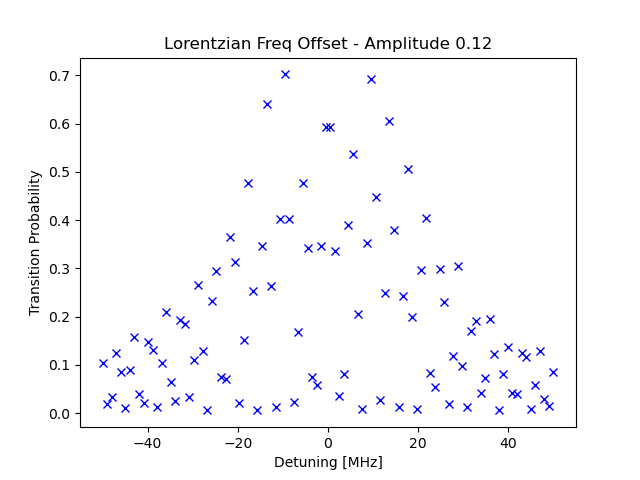 Lorentzian Freq Offset - Amplitude 0.12
0.7
0.6
0.5
0.4
0.3
0.2
0.1
0.0
Transition Probability
−40 −20 0 20 40
Detuning [MHz]